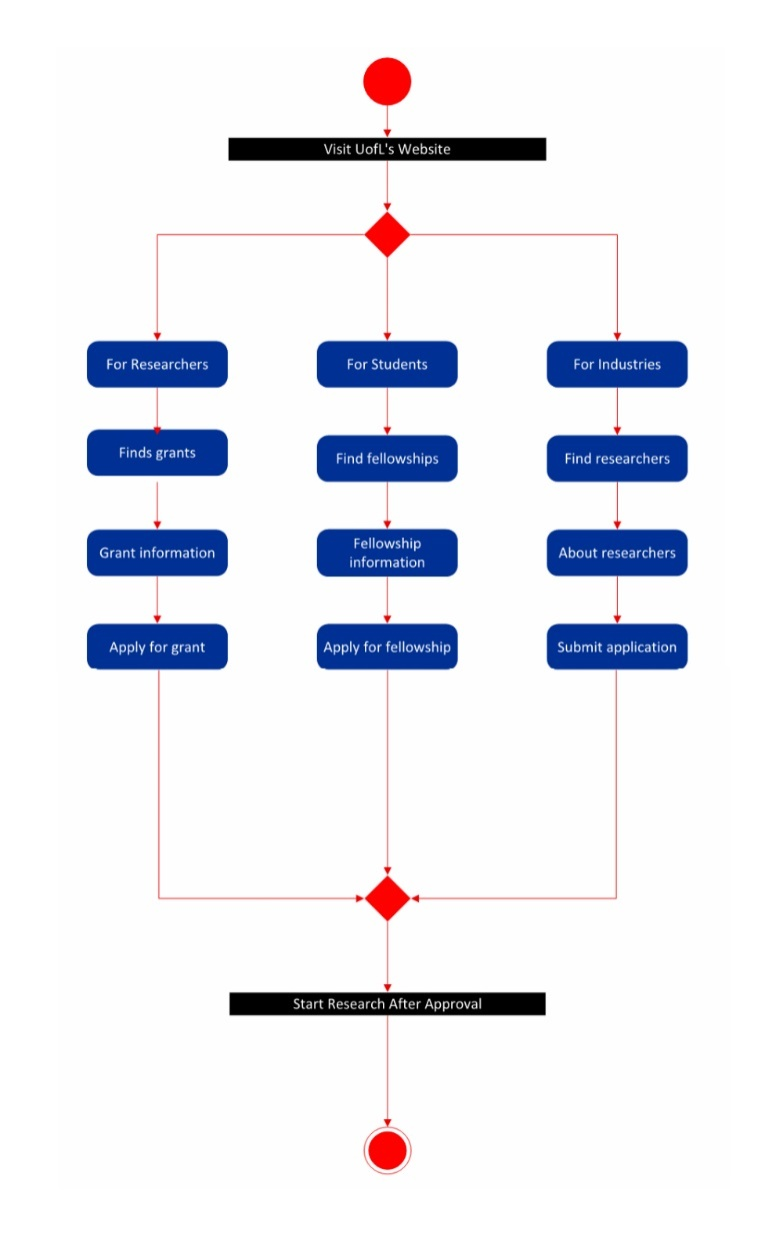 Visit UofL's Website
For Researchers
For Students
For Industries
Finds grants
Find fellowships
Find researchers
Grant information
Fellowship
information
About researchers
Apply for grant
Apply for fellowship
Submit application
Start Research After Approval